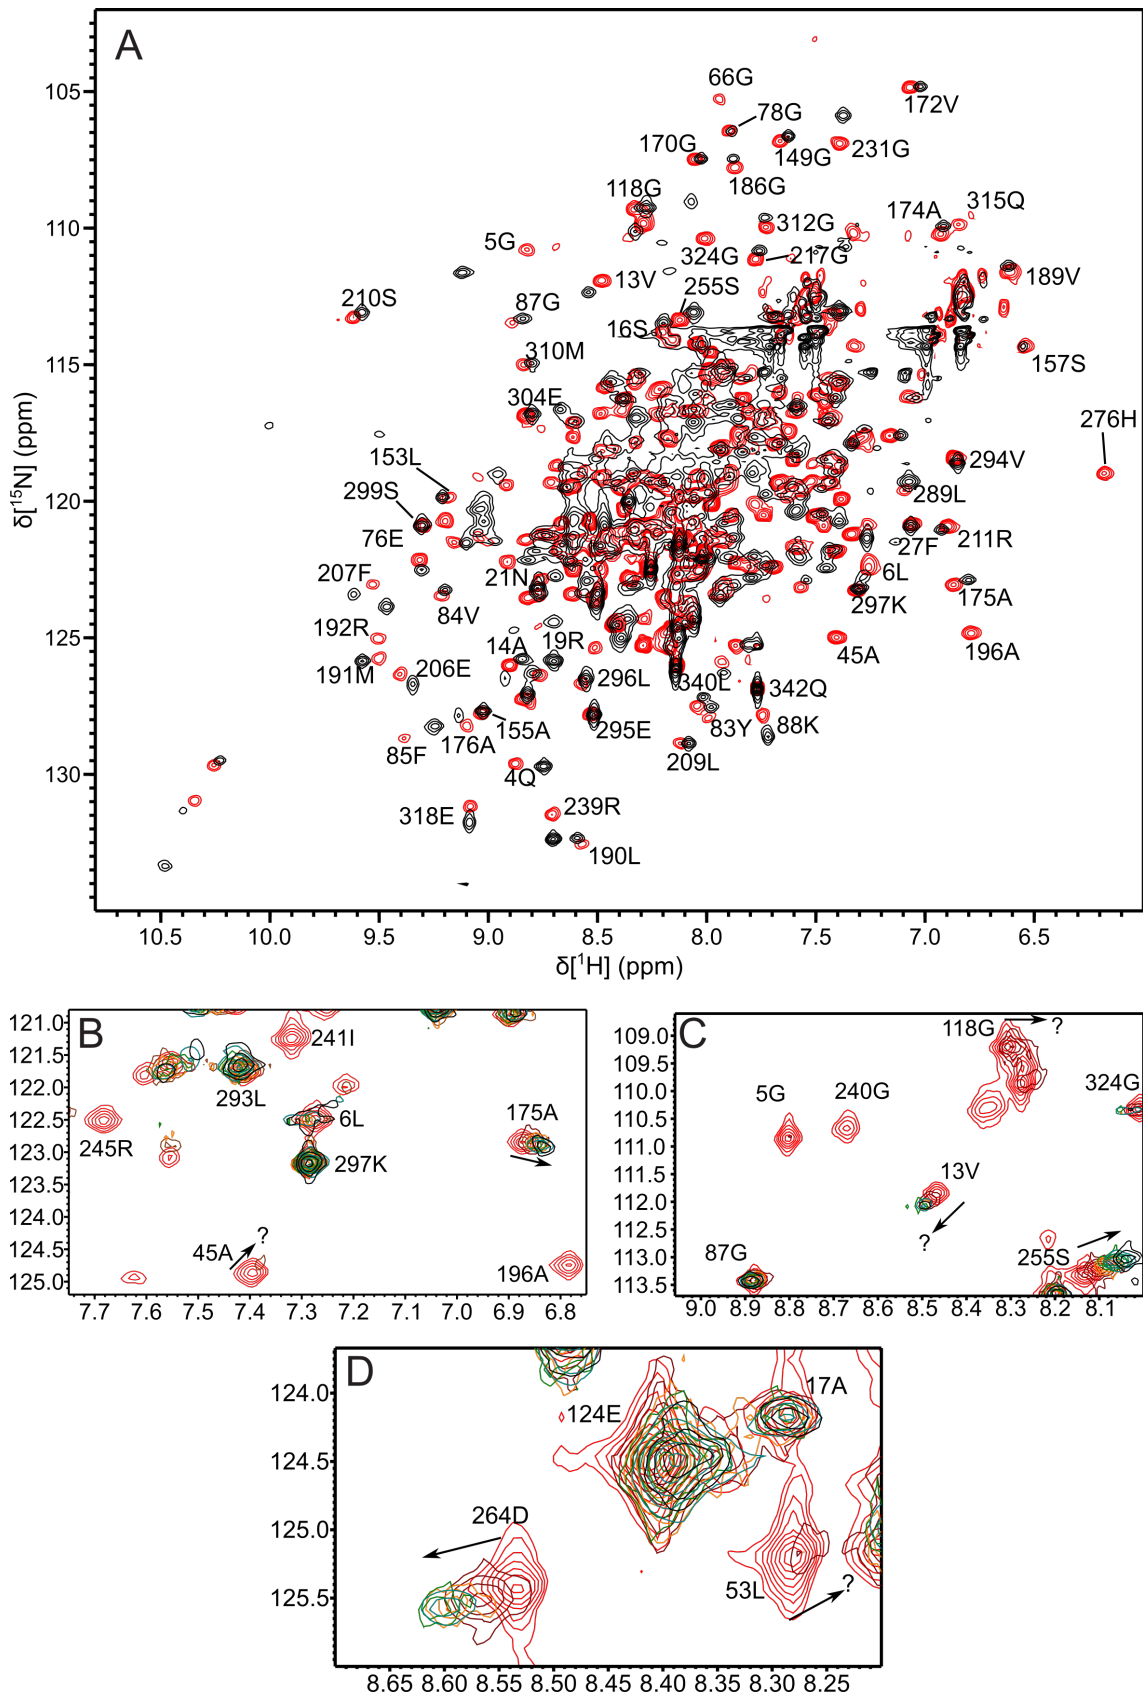 A
66G
105
172V
78G
170G
149G
231G
186G
118G
174A
315Q
110
312G
5G
324G
217G
13V
189V
255S
210S
87G
16S
115
310M
157S
304E
276H
δ[¹⁵N] (ppm)
153L
294V
120
299S
289L
76E
27F
211R
207F
21N
6L
84V
297K
175A
192R
19R
125
14A
45A
196A
191M
206E
296L
340L
342Q
155A
83Y
88K
176A
295E
85F
209L
130
4Q
318E
239R
190L
10.5 10.0 9.5 9.0 8.5 8.0 7.5 7.0 6.5
δ[¹H] (ppm)
B
121.0
241I
121.5
293L
122.0
6L
175A
122.5
245R
123.0
297K
123.5
124.0
?
45A
124.5
196A
125.0
7.7 7.6 7.5 7.4 7.3 7.2 7.1 7.0 6.9 6.8
C
118G
?
109.0
109.5
324G
5G
240G
110.0
110.5
111.0
13V
111.5
112.0
112.5
?
255S
87G
113.0
113.5
9.0 8.9 8.8 8.7 8.6 8.5 8.4 8.3 8.2 8.1
D
17A
124.0
124E
124.5
264D
125.0
53L
?
125.5
8.65 8.60 8.55 8.50 8.45 8.40 8.35 8.30 8.25